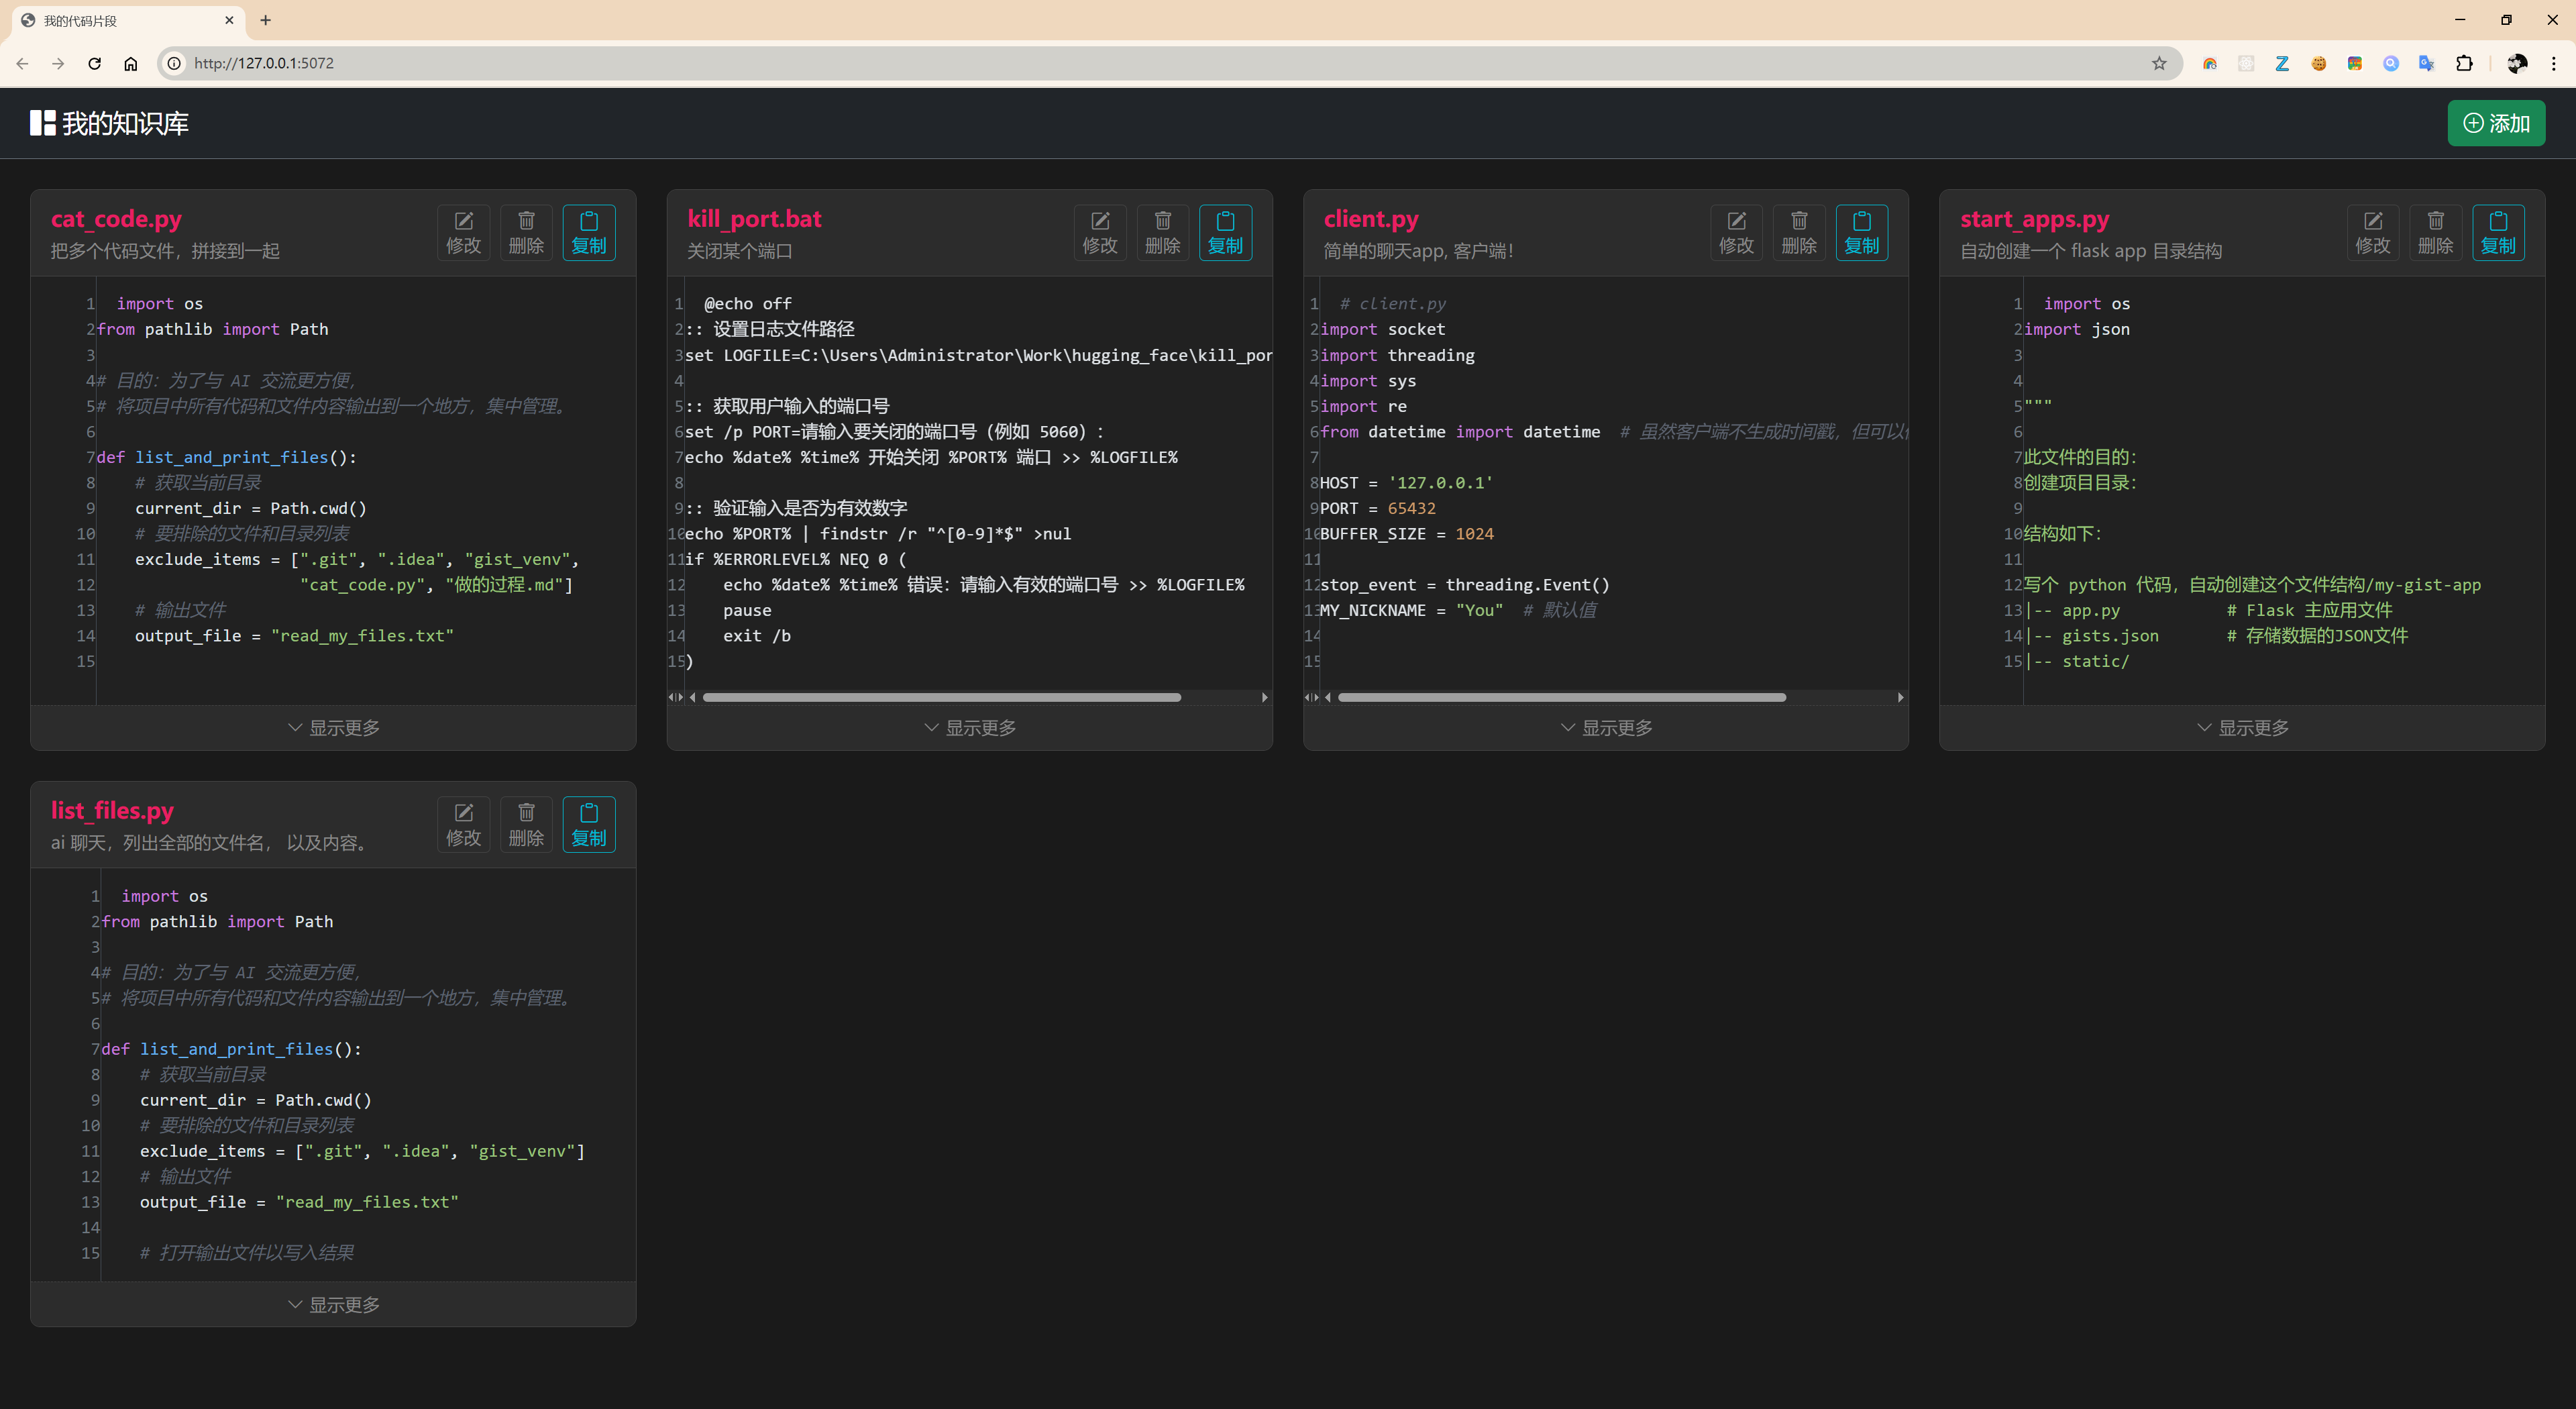 我的代码片段
http://127.0.0.1:5072
我的知识库
添加
cat_code.py
把多个代码文件，拼接到一起
修改 删除 复制
1 import os
2 from pathlib import Path
3
4 # 目的：为了与 AI 交流更方便，
5 # 将项目中所有代码和文件内容输出到一个地方，集中管理。
6
7 def list_and_print_files():
8     # 获取当前目录
9     current_dir = Path.cwd()
10     # 要排除的文件和目录列表
11     exclude_items = [".git", ".idea", "gist_venv",
12                      "cat_code.py", "做的过程.md"]
13     # 输出文件
14     output_file = "read_my_files.txt"
15
显示更多
kill_port.bat
关闭某个端口
修改 删除 复制
1 @echo off
2 :: 设置日志文件路径
3 set LOGFILE=C:\Users\Administrator\Work\hugging_face\kill_por
4
5 :: 获取用户输入的端口号
6 set /p PORT=请输入要关闭的端口号（例如 5060）:
7 echo %date% %time% 开始关闭 %PORT% 端口 >> %LOGFILE%
8
9 :: 验证输入是否为有效数字
10 echo %PORT% | findstr /r "^[0-9]*$" >nul
11 if %ERRORLEVEL% NEQ 0 (
12     echo %date% %time% 错误：请输入有效的端口号 >> %LOGFILE%
13     pause
14     exit /b
15 )
显示更多
client.py
简单的聊天app, 客户端！
修改 删除 复制
1 # client.py
2 import socket
3 import threading
4 import sys
5 import re
6 from datetime import datetime  # 虽然客户端不生成时间戳，但可以
7
8 HOST = '127.0.0.1'
9 PORT = 65432
10 BUFFER_SIZE = 1024
11
12 stop_event = threading.Event()
13 MY_NICKNAME = "You"  # 默认值
14
15
显示更多
start_apps.py
自动创建一个 flask app 目录结构
修改 删除 复制
1 import os
2 import json
3
4
5 """
6
7 此文件的目的：
8 创建项目目录：
9
10 结构如下：
11
12 写个 python 代码，自动创建这个文件结构/my-gist-app
13 |-- app.py           # Flask 主应用文件
14 |-- gists.json       # 存储数据的JSON文件
15 |-- static/
显示更多
list_files.py
ai 聊天，列出全部的文件名， 以及内容。
修改 删除 复制
1 import os
2 from pathlib import Path
3
4 # 目的：为了与 AI 交流更方便，
5 # 将项目中所有代码和文件内容输出到一个地方，集中管理。
6
7 def list_and_print_files():
8     # 获取当前目录
9     current_dir = Path.cwd()
10     # 要排除的文件和目录列表
11     exclude_items = [".git", ".idea", "gist_venv"]
12     # 输出文件
13     output_file = "read_my_files.txt"
14
15     # 打开输出文件以写入结果
显示更多